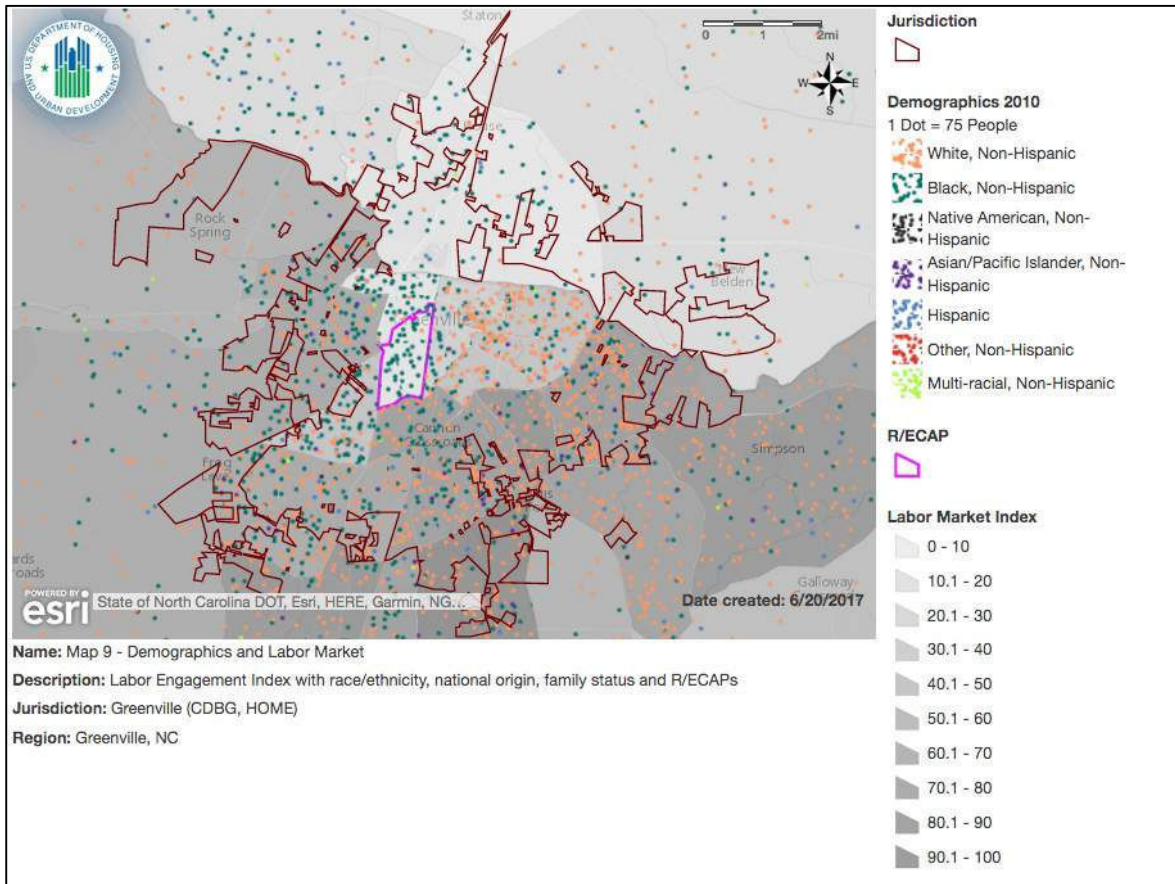 Staton
0 1 2mi
N
W E
S
U.S. DEPARTMENT OF HOUSING
AND URBAN DEVELOPMENT
Rock
Spring
Belden
Cannon
Crossroads
Simpson
Frog
Galloway
POWERED BY
esri
State of North Carolina DOT, Esri, HERE, Garmin, NG...
Date created: 6/20/2017
Name: Map 9 - Demographics and Labor Market
Description: Labor Engagement Index with race/ethnicity, national origin, family status and R/ECAPs
Jurisdiction: Greenville (CDBG, HOME)
Region: Greenville, NC
Jurisdiction
Demographics 2010
1 Dot = 75 People
White, Non-Hispanic
Black, Non-Hispanic
Native American, Non-
Hispanic
Asian/Pacific Islander, Non-
Hispanic
Hispanic
Other, Non-Hispanic
Multi-racial, Non-Hispanic
R/ECAP
Labor Market Index
0 - 10
10.1 - 20
20.1 - 30
30.1 - 40
40.1 - 50
50.1 - 60
60.1 - 70
70.1 - 80
80.1 - 90
90.1 - 100